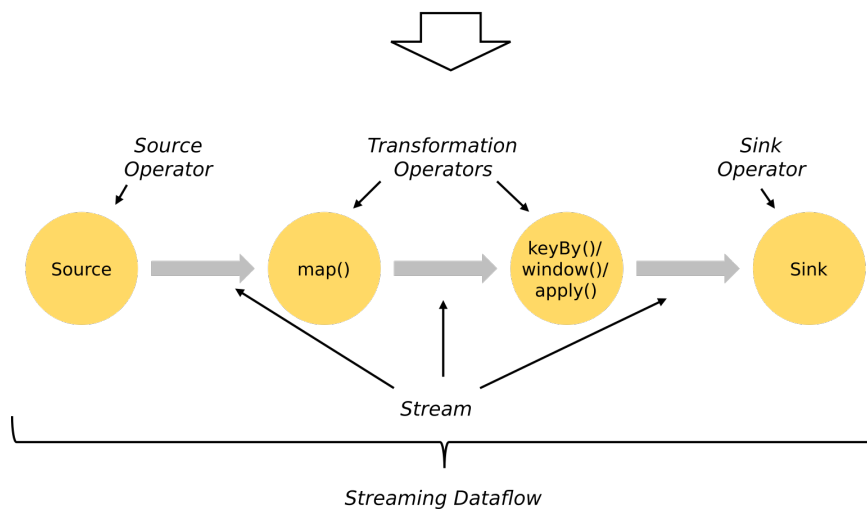 Source
Operator
Transformation
Operators
Sink
Operator
Source
map()
keyBy()/
window()/
apply()
Sink
Stream
Streaming Dataflow